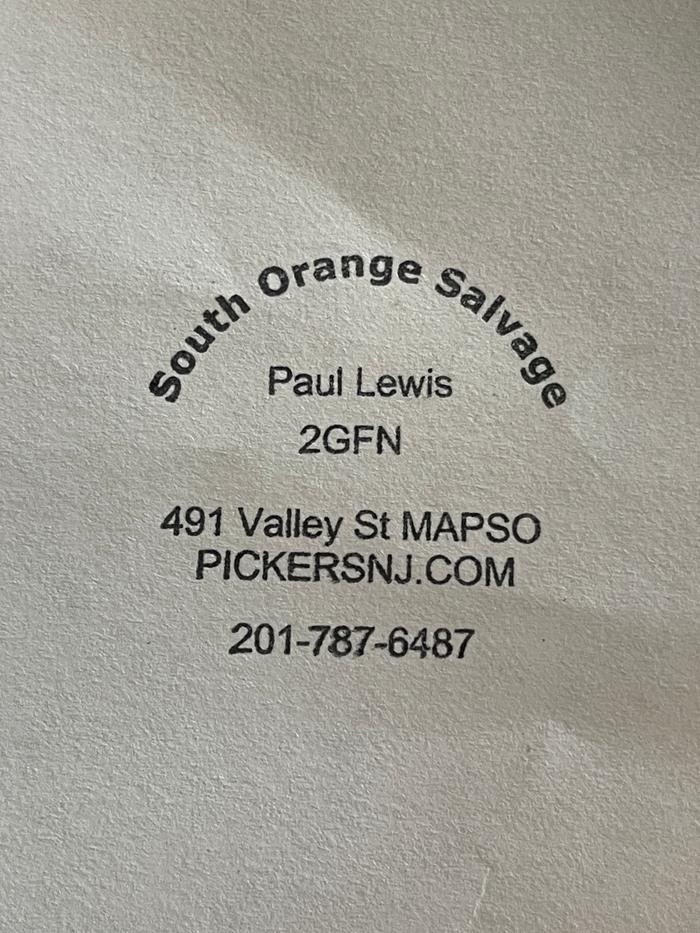 South Orange Salvage
Paul Lewis
2GFN
491 Valley St MAPSO
PICKERSNJ.COM
201-787-6487